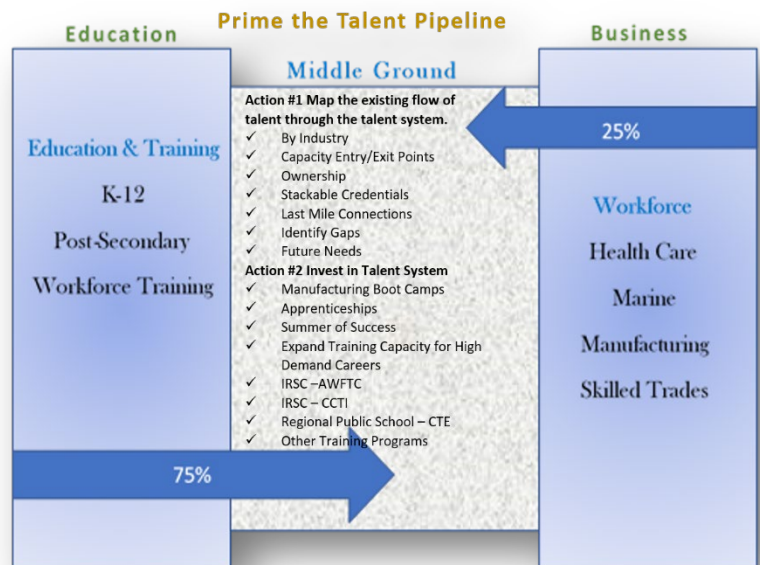 Prime the Talent Pipeline
Education
Business
Middle Ground
Education & Training
K-12
Post-Secondary
Workforce Training
Action #1 Map the existing flow of
talent through the talent system.
✓ By Industry
✓ Capacity Entry/Exit Points
✓ Ownership
✓ Stackable Credentials
✓ Last Mile Connections
✓ Identify Gaps
✓ Future Needs
Action #2 Invest in Talent System
✓ Manufacturing Boot Camps
✓ Apprenticeships
✓ Summer of Success
✓ Expand Training Capacity for High
Demand Careers
✓ IRSC –AWFTC
✓ IRSC – CCTI
✓ Regional Public School – CTE
✓ Other Training Programs
25%
Workforce
Health Care
Marine
Manufacturing
Skilled Trades
75%